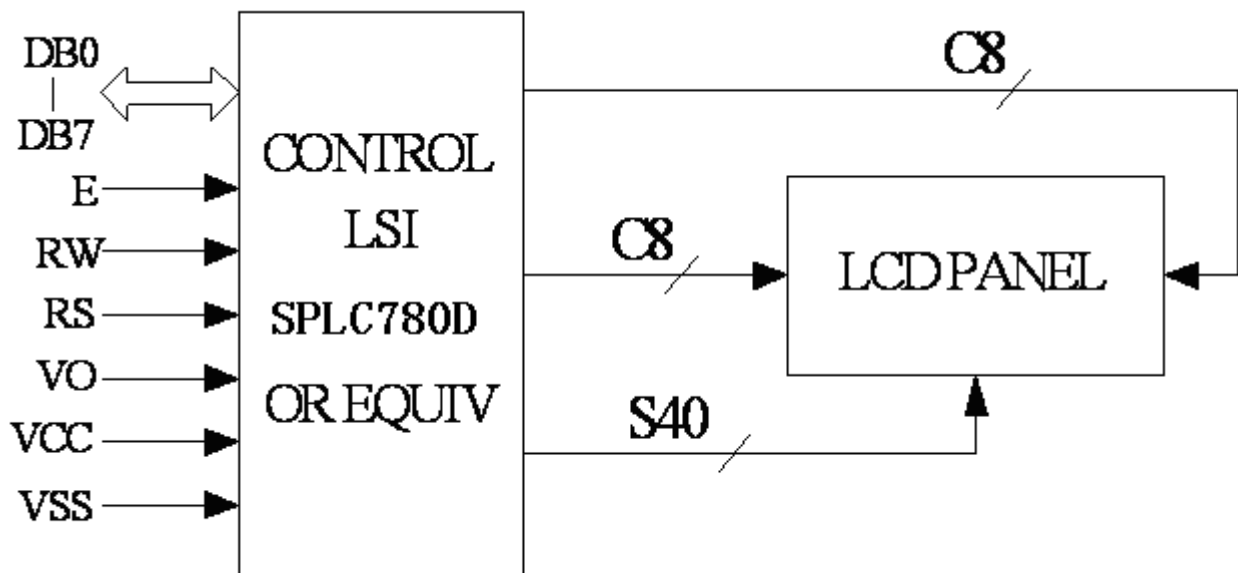 DB0
DB7
E
RW
RS
VO
VCC
VSS
CONTROL
LSI
SPLC780D
OR EQUIV
C8
C8
S40
LCD PANEL